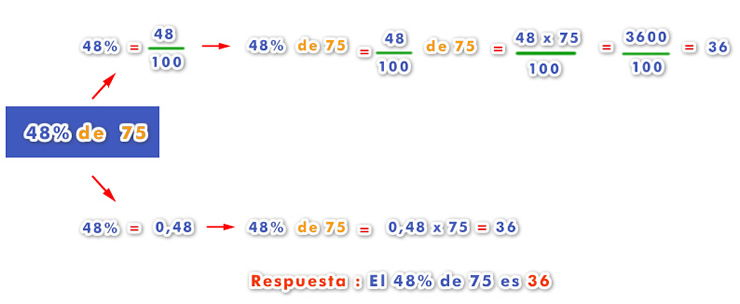 48% = 48/100 → 48% de 75 = 48/100 de 75 = 48 x 75/100 = 3600/100 = 36
48% de 75
48% = 0,48 → 48% de 75 = 0,48 x 75 = 36
Respuesta : El 48% de 75 es 36